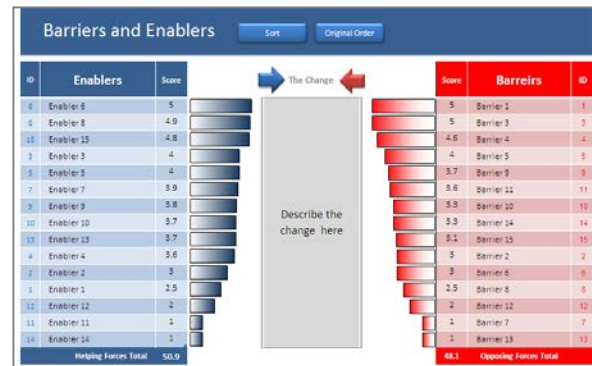 Barriers and Enablers
Sort
Original Order
ID Enablers Score
The Change
Score Barreirs ID
6 Enabler 6 5
5 Barrier 1 1
Enabler 8 4.9
5 Barrier 3 3
15 Enabler 15 4.8
4.6 Barrier 4 4
3 Enabler 3 4
4 Barrier 5 5
5 Enabler 5 4
3.7 Barrier 9 9
7 Enabler 7 3.9
3.6 Barrier 11 11
9 Enabler 9 3.8
3.3 Barrier 10 10
10 Enabler 10 3.7
3.3 Barrier 14 14
13 Enabler 13 3.7
3.1 Barrier 15 15
4 Enabler 4 3.6
3 Barrier 2 2
2 Enabler 2 3
3 Barrier 6 6
1 Enabler 1 2.5
2.5 Barrier 8 8
12 Enabler 12 2
2 Barrier 12 12
11 Enabler 11 1
1 Barrier 7 7
14 Enabler 14 1
1 Barrier 13 13
Describe the
change here
Helping Forces Total 50.9
48.1 Opposing Forces Total